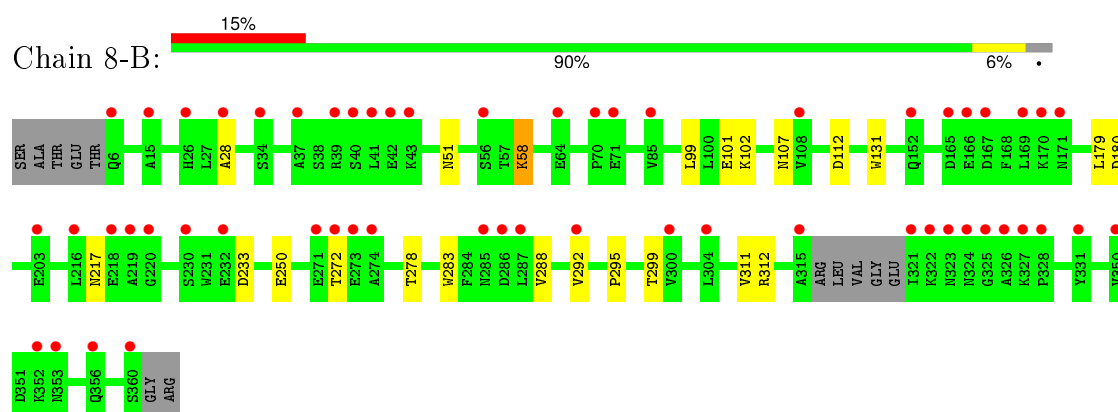 15%
Chain 8-B:
90% 6% •
SER ALA THR GLU THR Q6 A15 H26 L27 A28 S34 A37 S38 R39 S40 L41 E42 K43 N51 S56 T57 K58 E64 P70 E71 V85 L99 L100 E101 K102 N107 V108 D112 W131 Q152 D165 E166 D167 F168 L169 K170 N171 L179
E203 L216 N217 E218 A219 G220 S230 W231 E232 D233 E250 E271 T272 E273 A274 T278 W283 F284 N285 D286 L287 V288 V292 P295 T299 V300 L304 V311 R312 A315 ARG LEU VAL GLY GLU I321 K322 N323 N324 G325 A326 K327 P328 Y331
D351 K352 N353 Q356 S360 GLY ARG